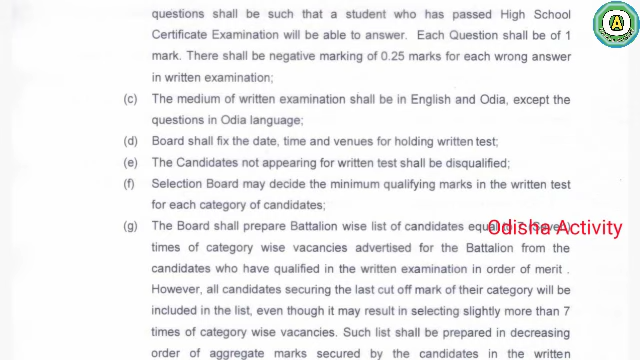 questions shall be such that a student who has passed High School
Certificate Examination will be able to answer. Each Question shall be of 1
mark. There shall be negative marking of 0.25 marks for each wrong answer
in written examination;
(c) The medium of written examination shall be in English and Odia, except the
questions in Odia language;
(d) Board shall fix the date, time and venues for holding written test;
(e) The Candidates not appearing for written test shall be disqualified;
(f) Selection Board may decide the minimum qualifying marks in the written test
for each category of candidates;
(g) The Board shall prepare Battalion wise list of candidates equal to 7
Odisha Activity
times of category wise vacancies advertised for the Battalion from the
candidates who have qualified in the written examination in order of merit .
However, all candidates securing the last cut off mark of their category will be
included in the list, even though it may result in selecting slightly more than 7
times of category wise vacancies. Such list shall be prepared in decreasing
order of aggregate marks secured by the candidates in the written
A